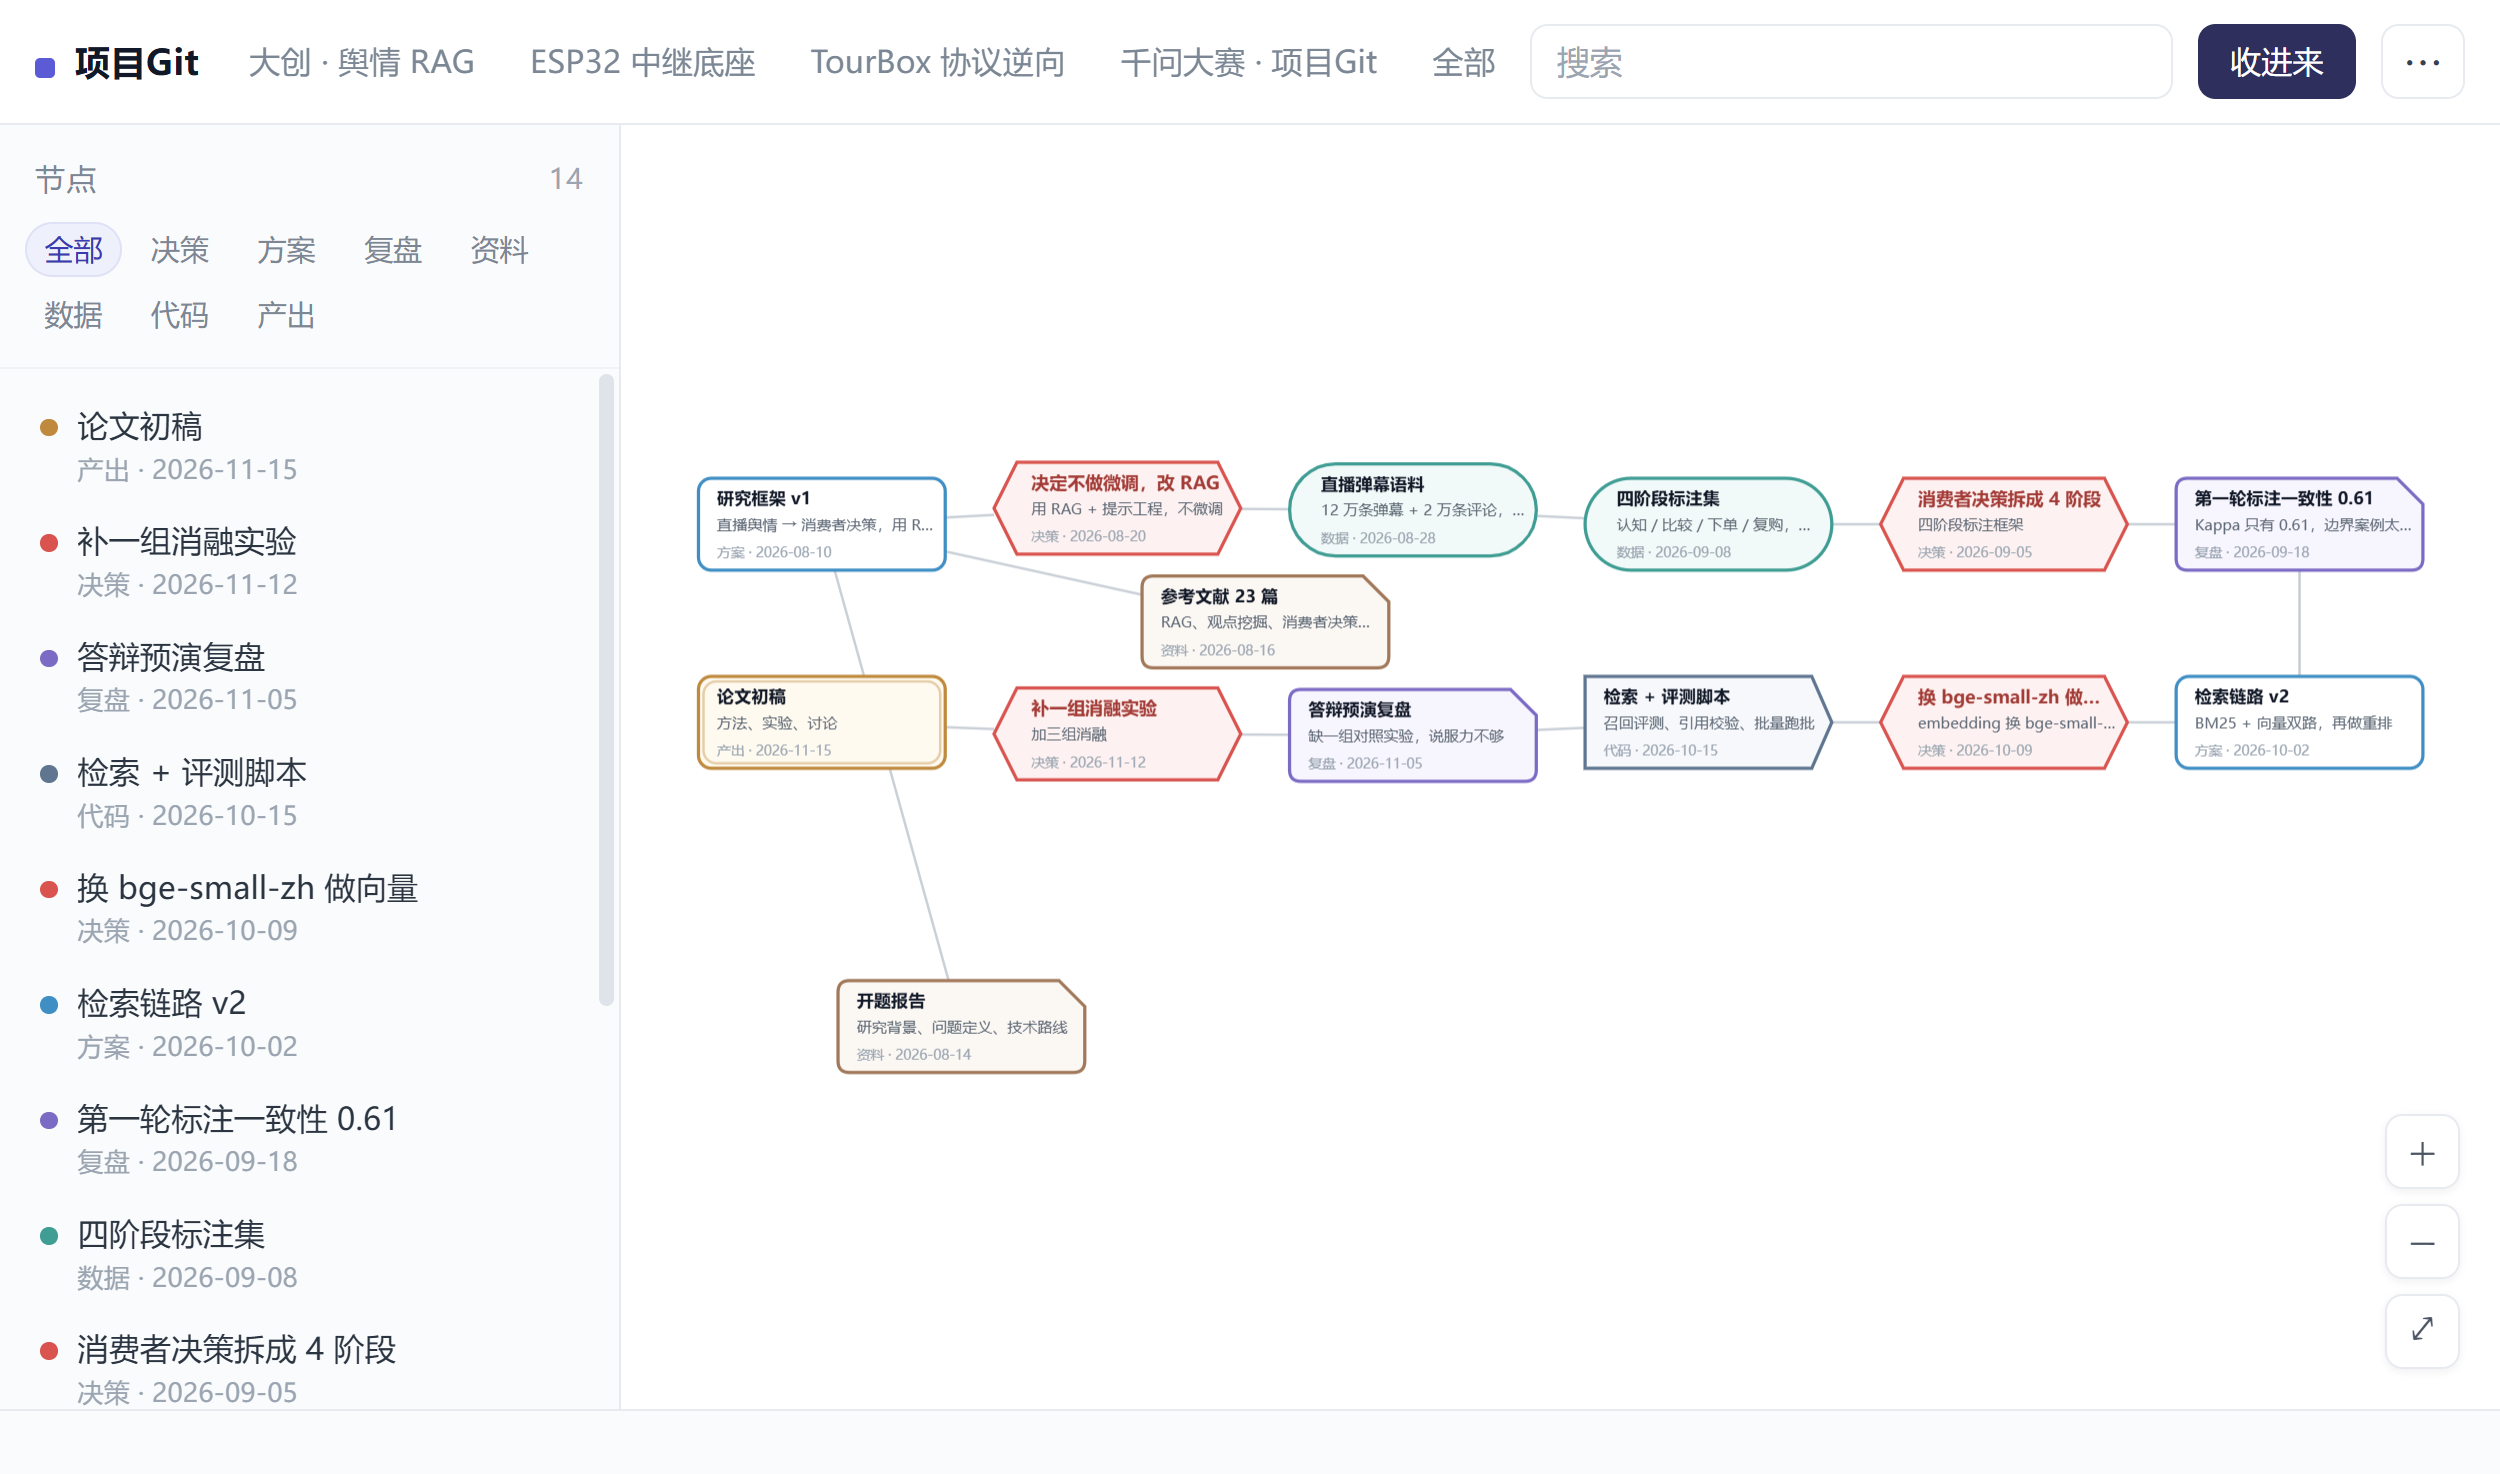 项目Git
大创 · 舆情 RAG
ESP32 中继底座
TourBox 协议逆向
千问大赛 · 项目Git
全部
搜索
收进来
···
节点
14
全部 决策 方案 复盘 资料
数据 代码 产出
论文初稿
产出 · 2026-11-15
补一组消融实验
决策 · 2026-11-12
答辩预演复盘
复盘 · 2026-11-05
检索 + 评测脚本
代码 · 2026-10-15
换 bge-small-zh 做向量
决策 · 2026-10-09
检索链路 v2
方案 · 2026-10-02
第一轮标注一致性 0.61
复盘 · 2026-09-18
四阶段标注集
数据 · 2026-09-08
消费者决策拆成 4 阶段
决策 · 2026-09-05
研究框架 v1
直播舆情 → 消费者决策，用 R...
方案 · 2026-08-10
决定不做微调，改 RAG
用 RAG + 提示工程，不微调
决策 · 2026-08-20
直播弹幕语料
12 万条弹幕 + 2 万条评论，...
数据 · 2026-08-28
四阶段标注集
认知 / 比较 / 下单 / 复购，...
数据 · 2026-09-08
消费者决策拆成 4 阶段
四阶段标注框架
决策 · 2026-09-05
第一轮标注一致性 0.61
Kappa 只有 0.61，边界案例太...
复盘 · 2026-09-18
参考文献 23 篇
RAG、观点挖掘、消费者决策...
资料 · 2026-08-16
论文初稿
方法、实验、讨论
产出 · 2026-11-15
补一组消融实验
加三组消融
决策 · 2026-11-12
答辩预演复盘
缺一组对照实验，说服力不够
复盘 · 2026-11-05
检索 + 评测脚本
召回评测、引用校验、批量跑批
代码 · 2026-10-15
换 bge-small-zh 做...
embedding 换 bge-small-...
决策 · 2026-10-09
检索链路 v2
BM25 + 向量双路，再做重排
方案 · 2026-10-02
开题报告
研究背景、问题定义、技术路线
资料 · 2026-08-14